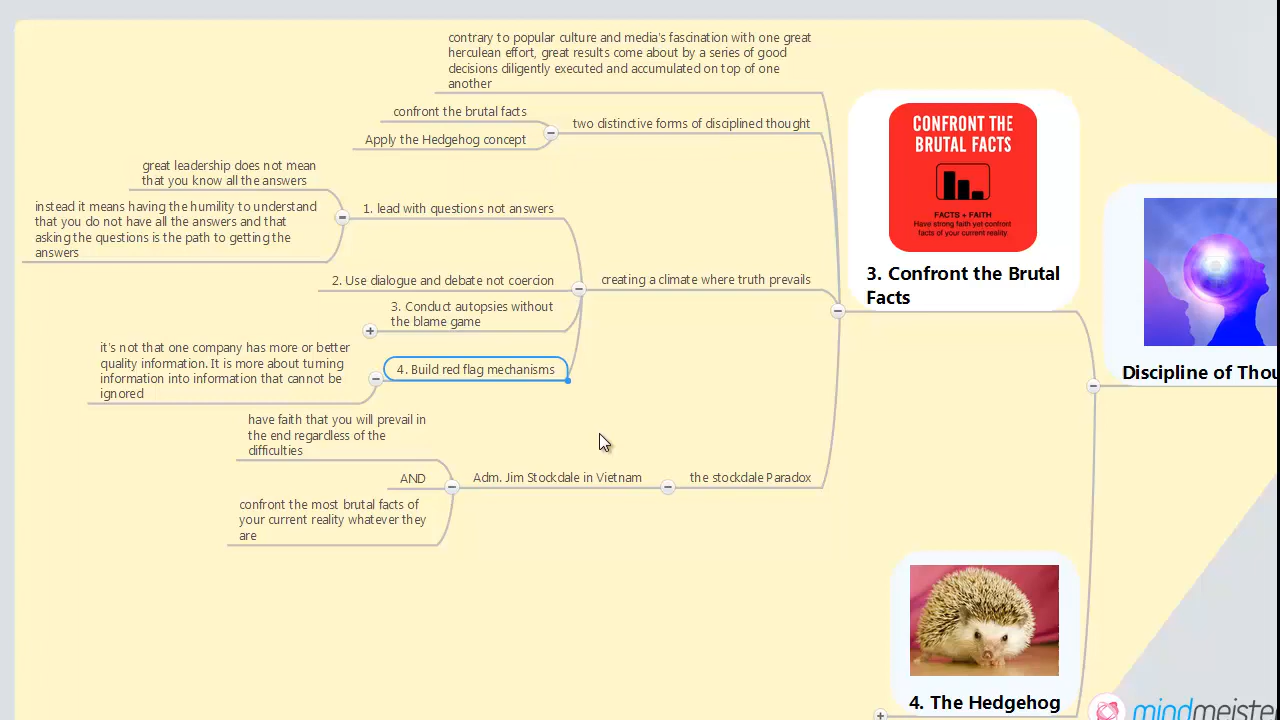 contrary to popular culture and media's fascination with one great
herculean effort, great results come about by a series of good
decisions diligently executed and accumulated on top of one
another
confront the brutal facts
Apply the Hedgehog concept
two distinctive forms of disciplined thought
great leadership does not mean
that you know all the answers
instead it means having the humility to understand
that you do not have all the answers and that
asking the questions is the path to getting the
answers
1. lead with questions not answers
2. Use dialogue and debate not coercion
3. Conduct autopsies without
the blame game
it's not that one company has more or better
quality information. It is more about turning
information into information that cannot be
ignored
4. Build red flag mechanisms
creating a climate where truth prevails
have faith that you will prevail in
the end regardless of the
difficulties
AND
confront the most brutal facts of
your current reality whatever they
are
Adm. Jim Stockdale in Vietnam
the stockdale Paradox
CONFRONT THE
BRUTAL FACTS
FACTS + FAITH
Have strong faith yet confront
facts of your current reality
3. Confront the Brutal
Facts
Discipline of Thou
4. The Hedgehog
mindmeiste